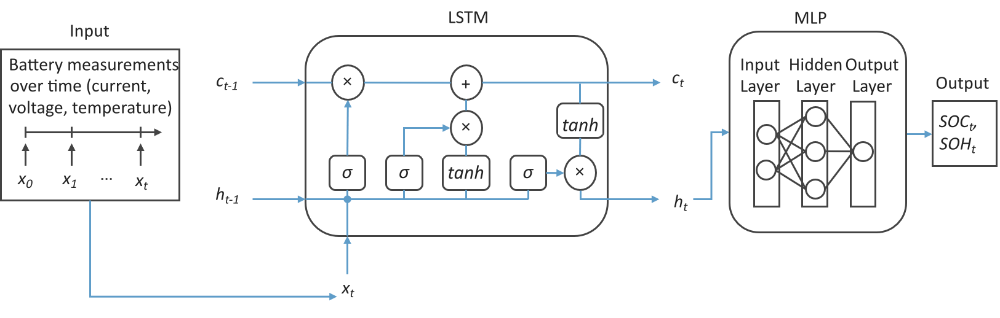 Input
Battery measurements
over time (current,
voltage, temperature)
x0 x1 ... xt
LSTM
ct-1
×
+
ct
×
tanh
σ
σ
tanh
σ
×
ht-1
ht
xt
MLP
Input Hidden Output
Layer Layer Layer
Output
SOCt,
SOHt